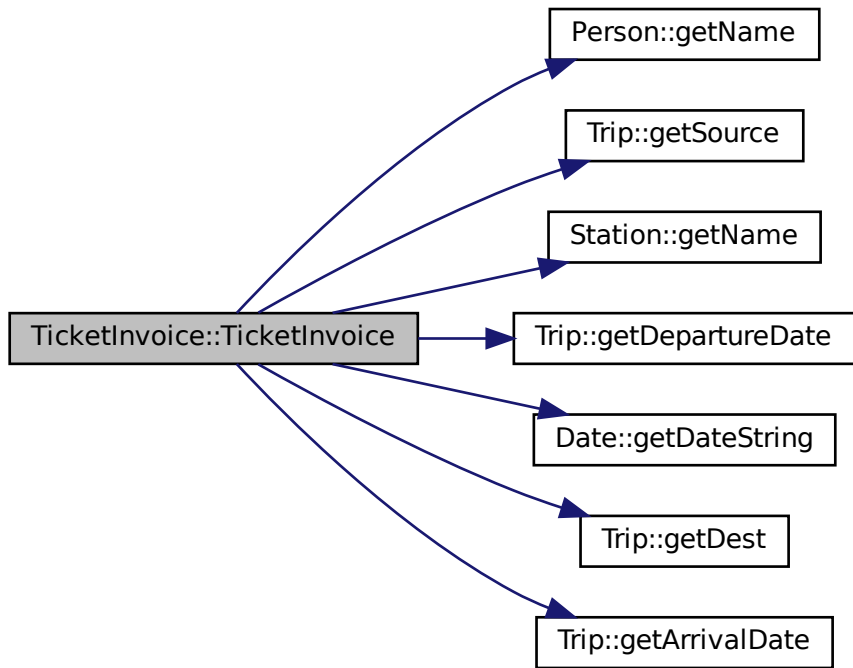 Person::getName
Trip::getSource
Station::getName
TicketInvoice::TicketInvoice
Trip::getDepartureDate
Date::getDateString
Trip::getDest
Trip::getArrivalDate